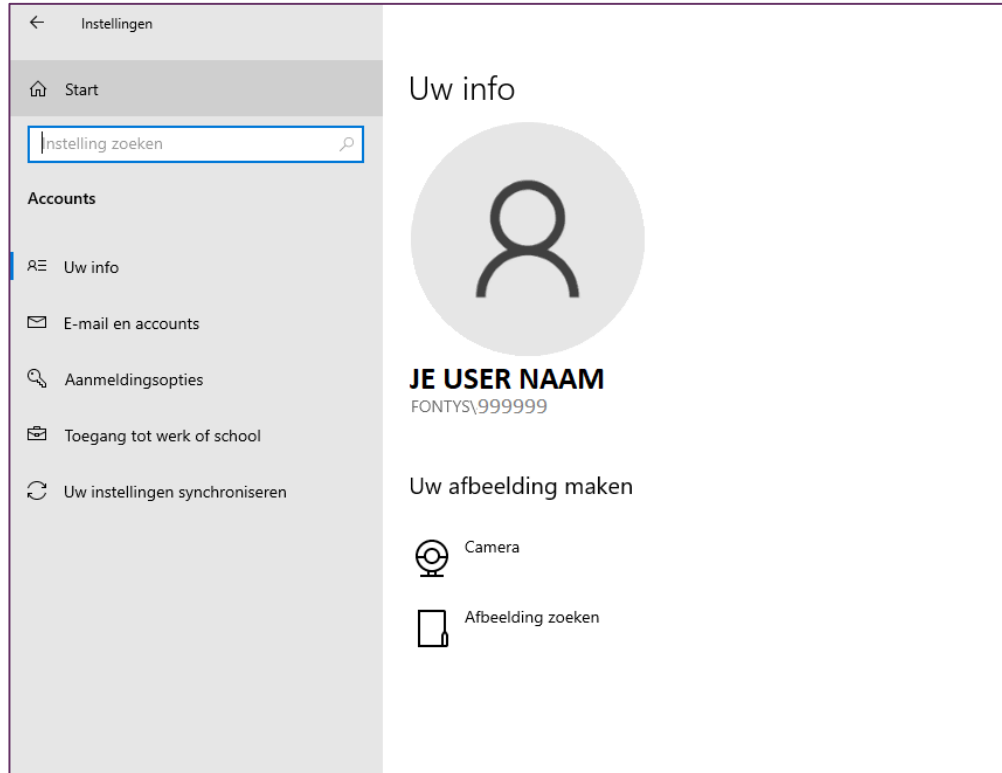 Instellingen
Start
Instelling zoeken
Accounts
Uw info
E-mail en accounts
Aanmeldingsopties
Toegang tot werk of school
Uw instellingen synchroniseren
Uw info
JE USER NAAM
FONTYS\999999
Uw afbeelding maken
Camera
Afbeelding zoeken